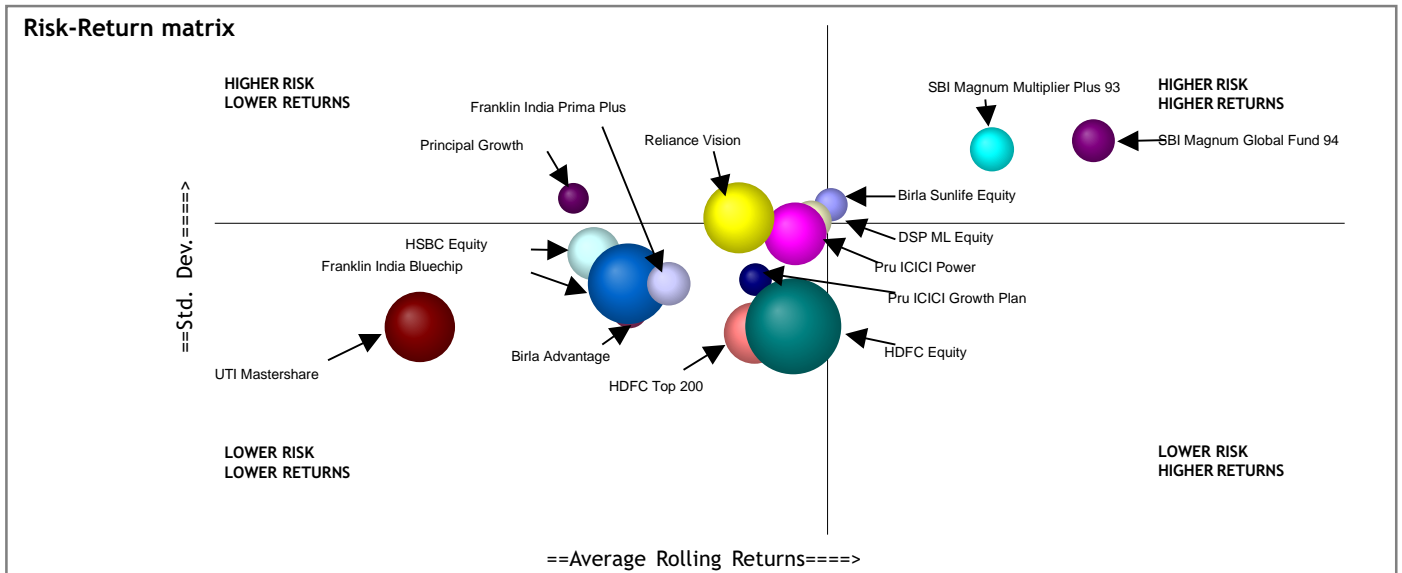 Risk-Return matrix
HIGHER RISK
LOWER RETURNS
HIGHER RISK
HIGHER RETURNS
SBI Magnum Multiplier Plus 93
Franklin India Prima Plus
Reliance Vision
SBI Magnum Global Fund 94
Principal Growth
Birla Sunlife Equity
DSP ML Equity
HSBC Equity
Franklin India Bluechip
Pru ICICI Power
Pru ICICI Growth Plan
Birla Advantage
HDFC Equity
UTI Mastershare
HDFC Top 200
==Std. Dev.====>
LOWER RISK
LOWER RETURNS
LOWER RISK
HIGHER RETURNS
==Average Rolling Returns====>